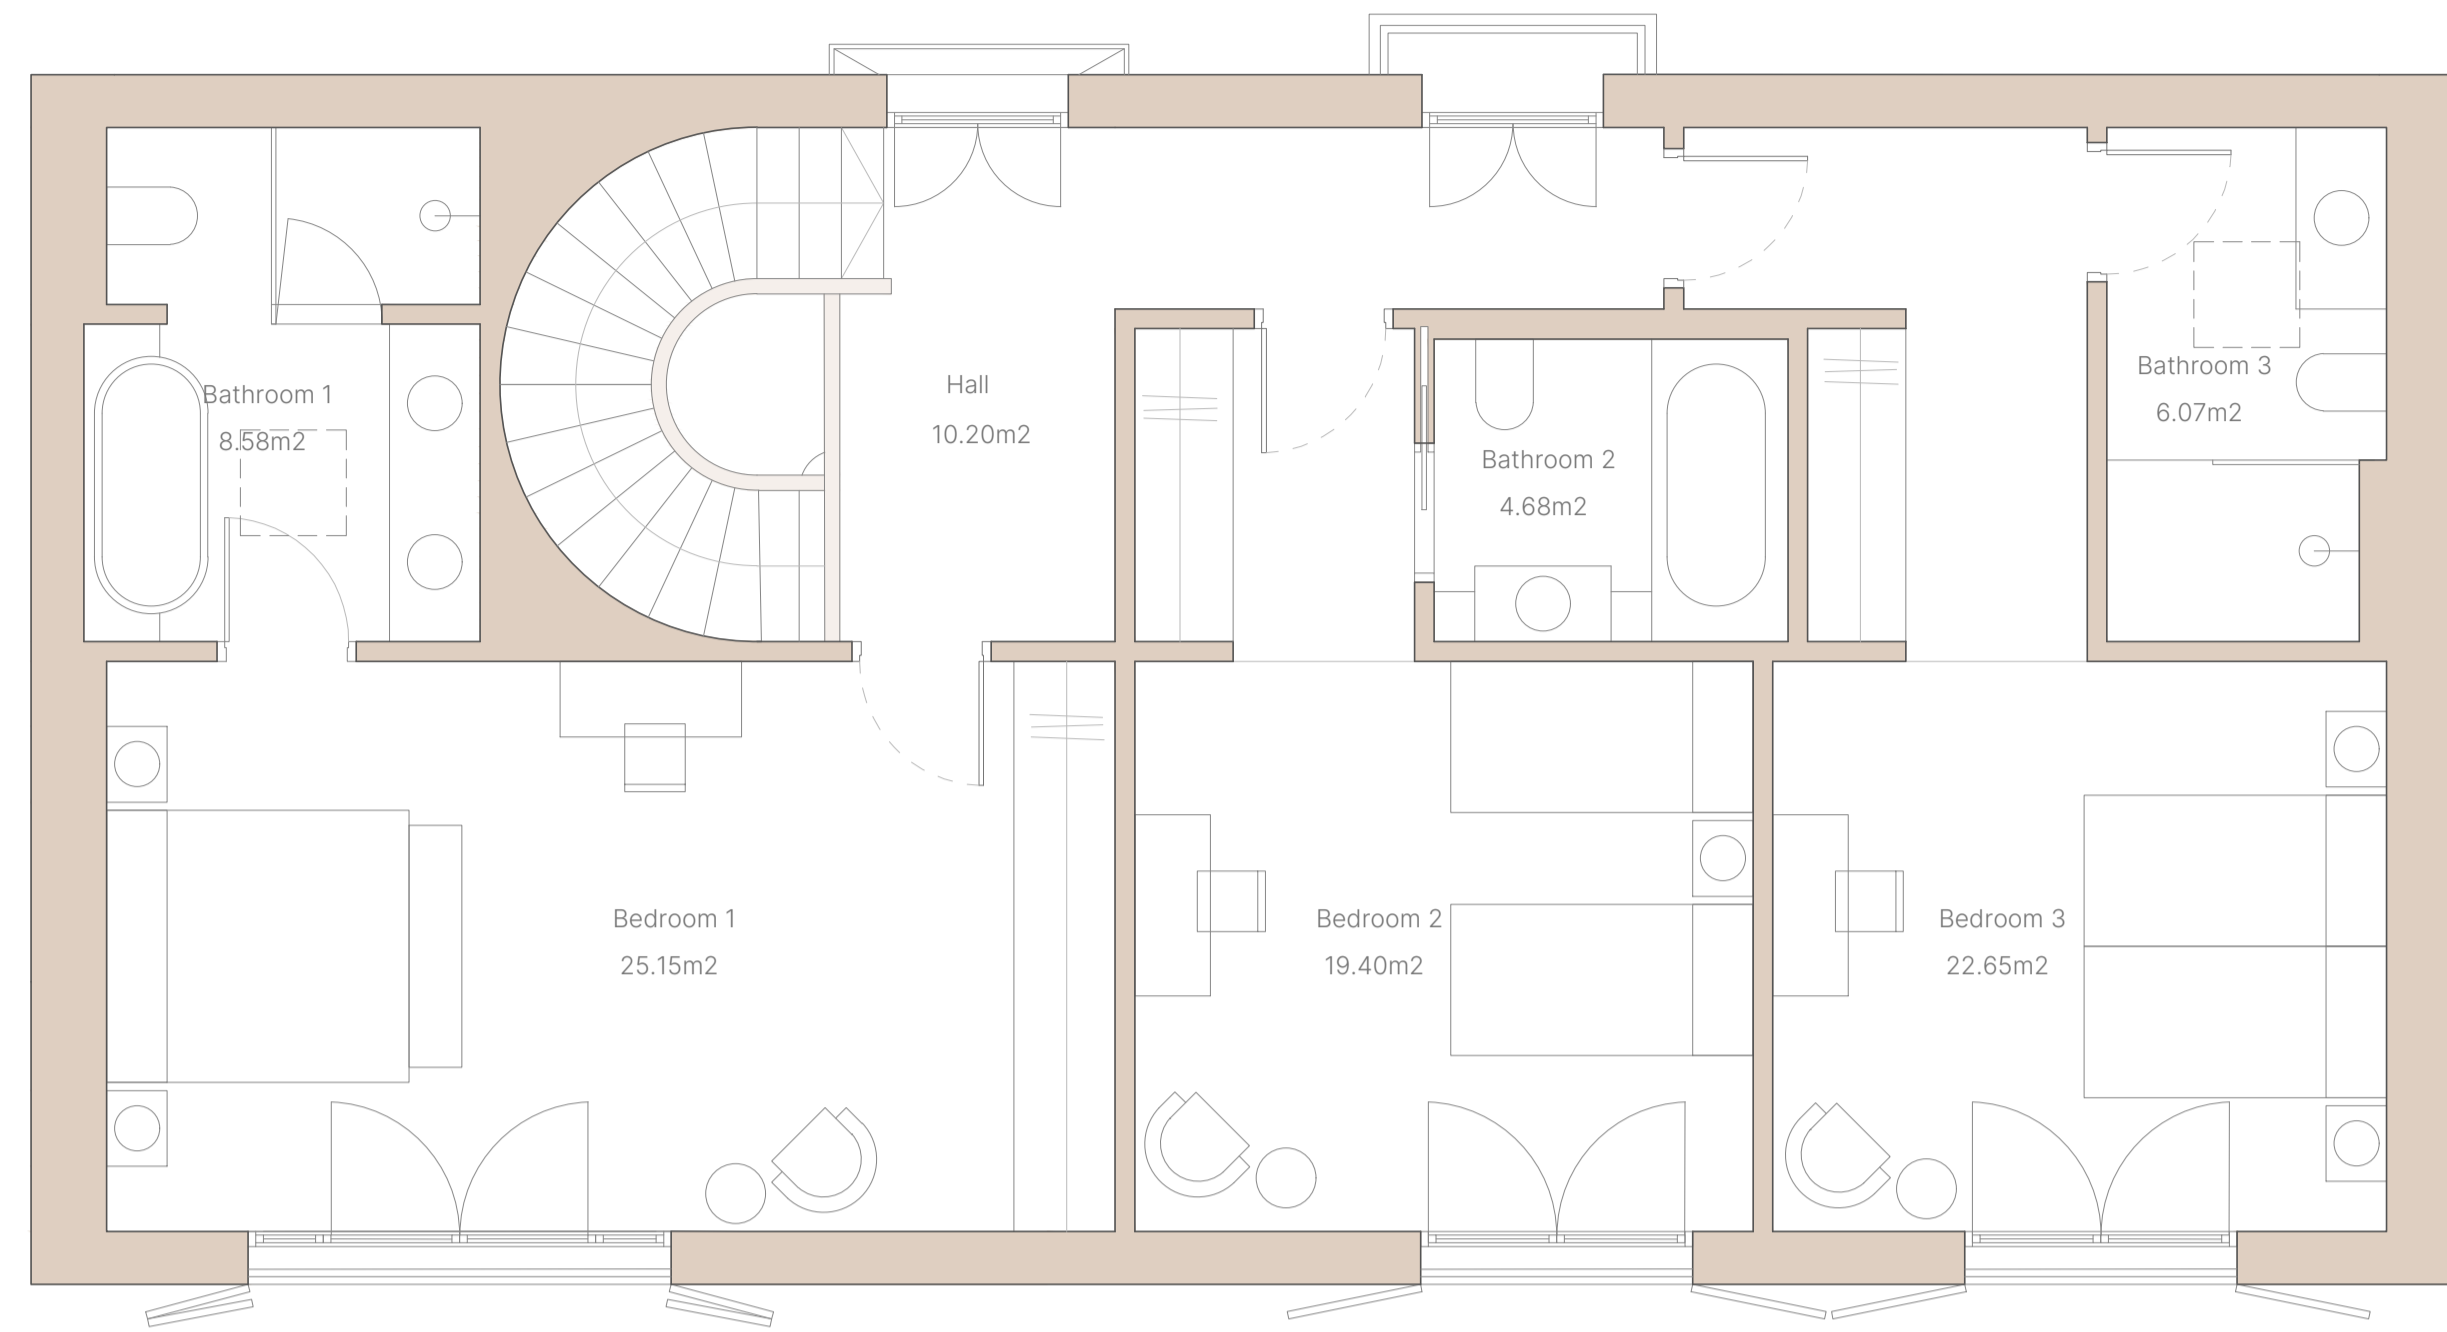 Bathroom 1
8.58m2
Hall
10.20m2
Bathroom 2
4.68m2
Bathroom 3
6.07m2
Bedroom 1
25.15m2
Bedroom 2
19.40m2
Bedroom 3
22.65m2